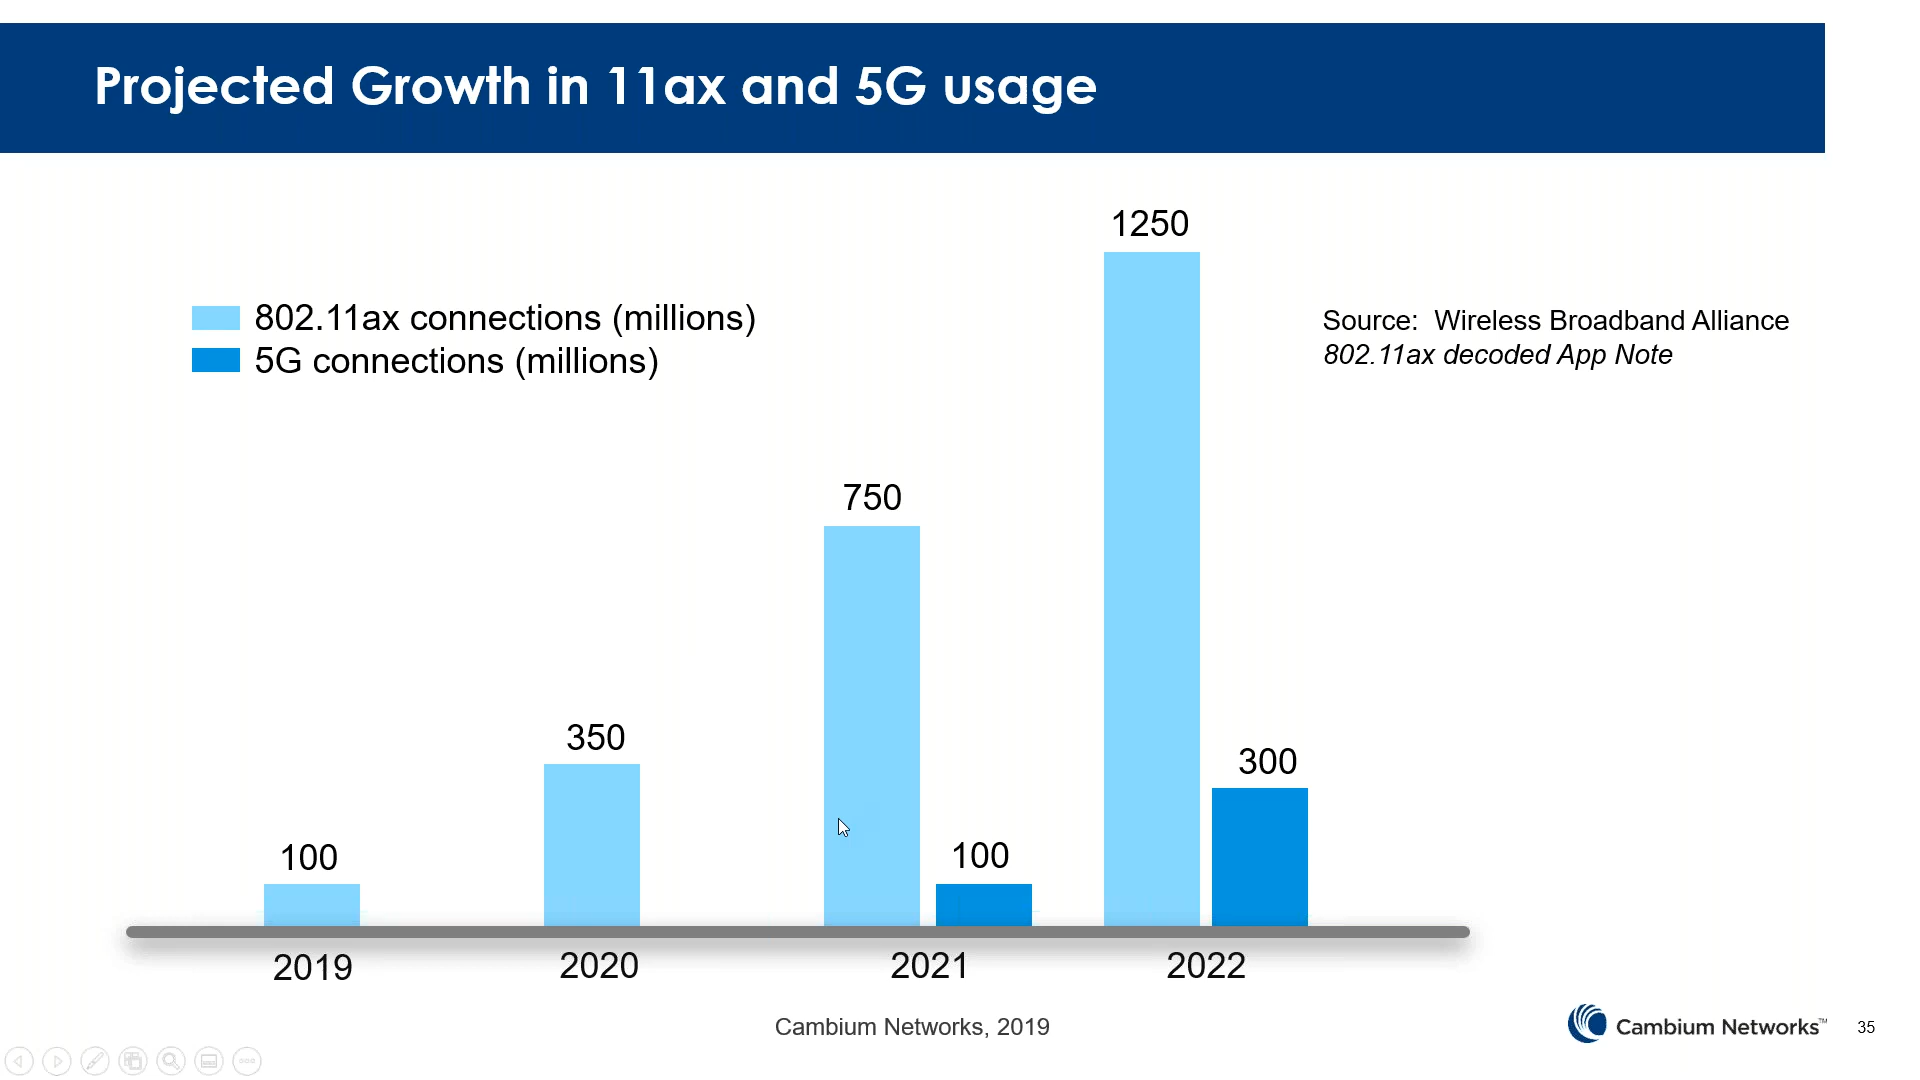 Projected Growth in 11ax and 5G usage
1250
802.11ax connections (millions)
5G connections (millions)
Source: Wireless Broadband Alliance
802.11ax decoded App Note
750
350
300
100
100
2019
2020
2021
2022
Cambium Networks, 2019
Cambium Networks™
35